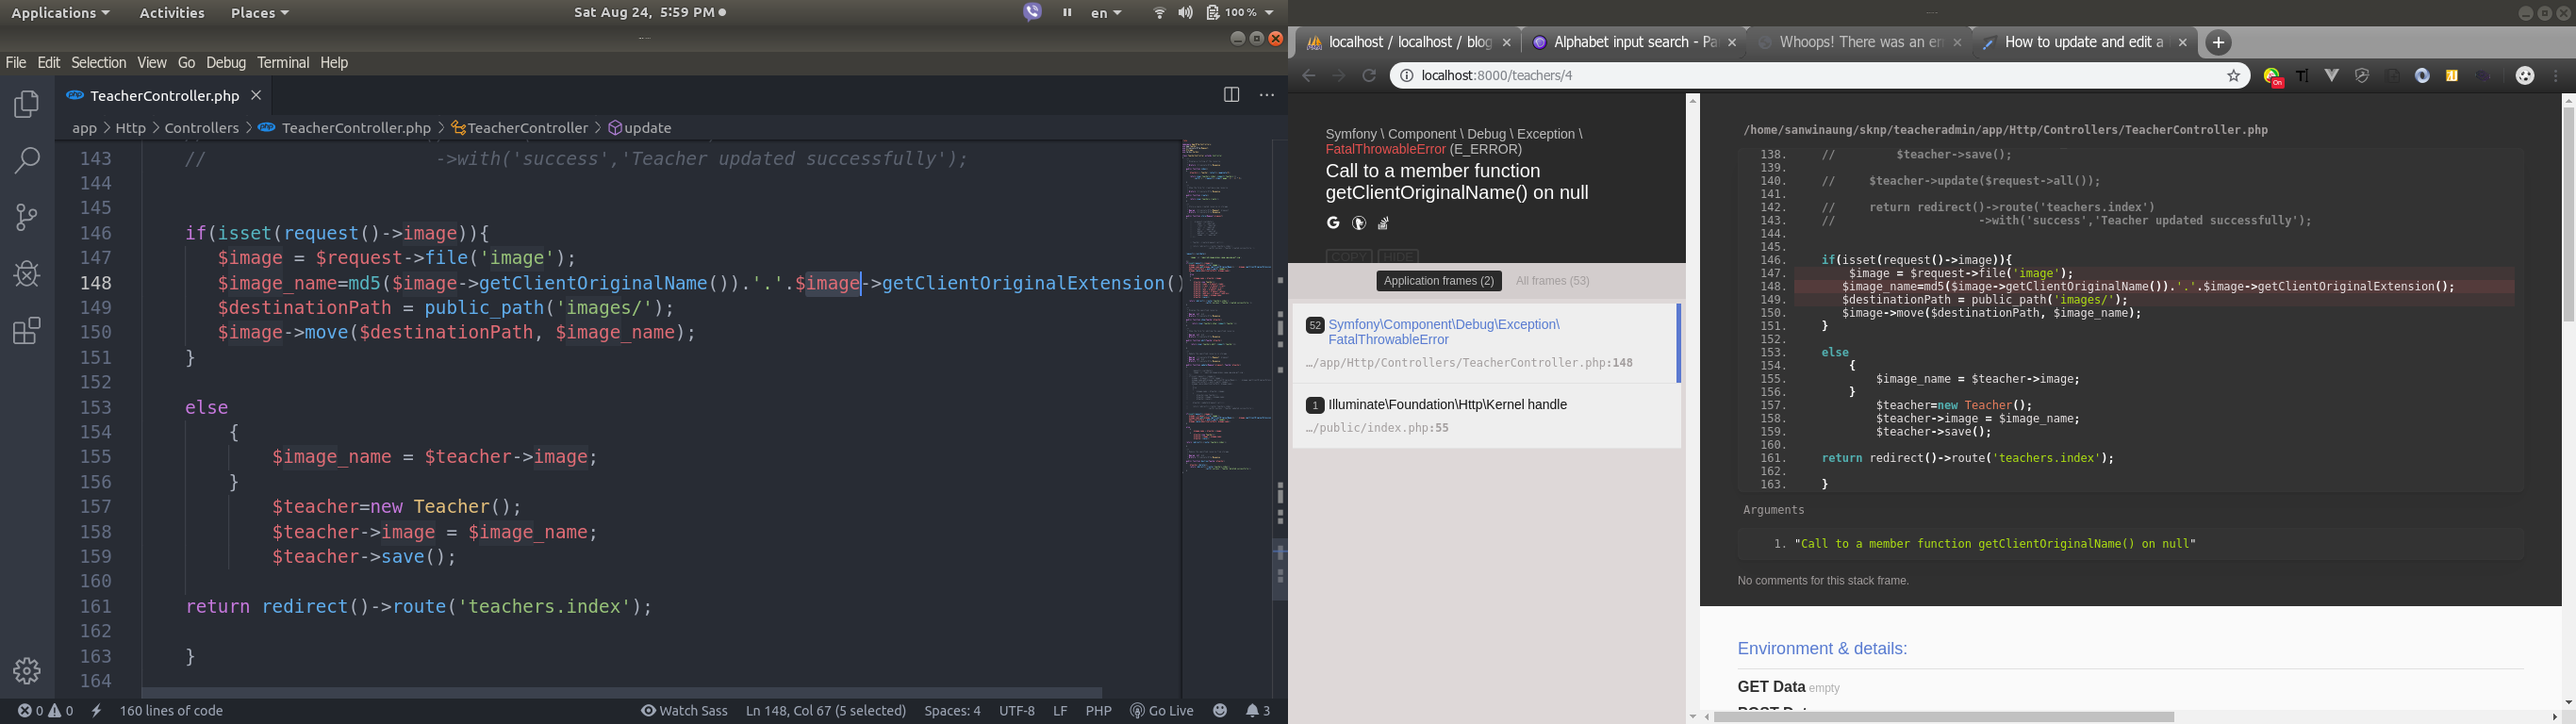 Applications Activities Places Sat Aug 24, 5:59 PM en 100 %
File Edit Selection View Go Debug Terminal Help
TeacherController.php
app > Http > Controllers > TeacherController.php > TeacherController > update
143 // ->with('success','Teacher updated successfully');
144
145
146 if(isset(request()->image)){
147 $image = $request->file('image');
148 $image_name=md5($image->getClientOriginalName()).'.'.$image->getClientOriginalExtension()
149 $destinationPath = public_path('images/');
150 $image->move($destinationPath, $image_name);
151 }
152
153 else
154 {
155 $image_name = $teacher->image;
156 }
157 $teacher=new Teacher();
158 $teacher->image = $image_name;
159 $teacher->save();
160
161 return redirect()->route('teachers.index');
162
163 }
164
0 0 160 lines of code Watch Sass Ln 148, Col 67 (5 selected) Spaces: 4 UTF-8 LF PHP Go Live 3
localhost / localhost / blog Alphabet input search - Pa Whoops! There was an err How to update and edit a
localhost:8000/teachers/4
On
Symfony \ Component \ Debug \ Exception \
FatalThrowableError (E_ERROR)
Call to a member function
getClientOriginalName() on null
COPY HIDE
Application frames (2) All frames (53)
52 Symfony\Component\Debug\Exception\
FatalThrowableError
…/app/Http/Controllers/TeacherController.php:148
1 Illuminate\Foundation\Http\Kernel handle
…/public/index.php:55
/home/sanwinaung/sknp/teacheradmin/app/Http/Controllers/TeacherController.php
138. // $teacher->save();
139.
140. // $teacher->update($request->all());
141.
142. // return redirect()->route('teachers.index')
143. // ->with('success','Teacher updated successfully');
144.
145.
146. if(isset(request()->image)){
147. $image = $request->file('image');
148. $image_name=md5($image->getClientOriginalName()).'.'.$image->getClientOriginalExtension();
149. $destinationPath = public_path('images/');
150. $image->move($destinationPath, $image_name);
151. }
152.
153. else
154. {
155. $image_name = $teacher->image;
156. }
157. $teacher=new Teacher();
158. $teacher->image = $image_name;
159. $teacher->save();
160.
161. return redirect()->route('teachers.index');
162.
163. }
Arguments
1. "Call to a member function getClientOriginalName() on null"
No comments for this stack frame.
Environment & details:
GET Data empty